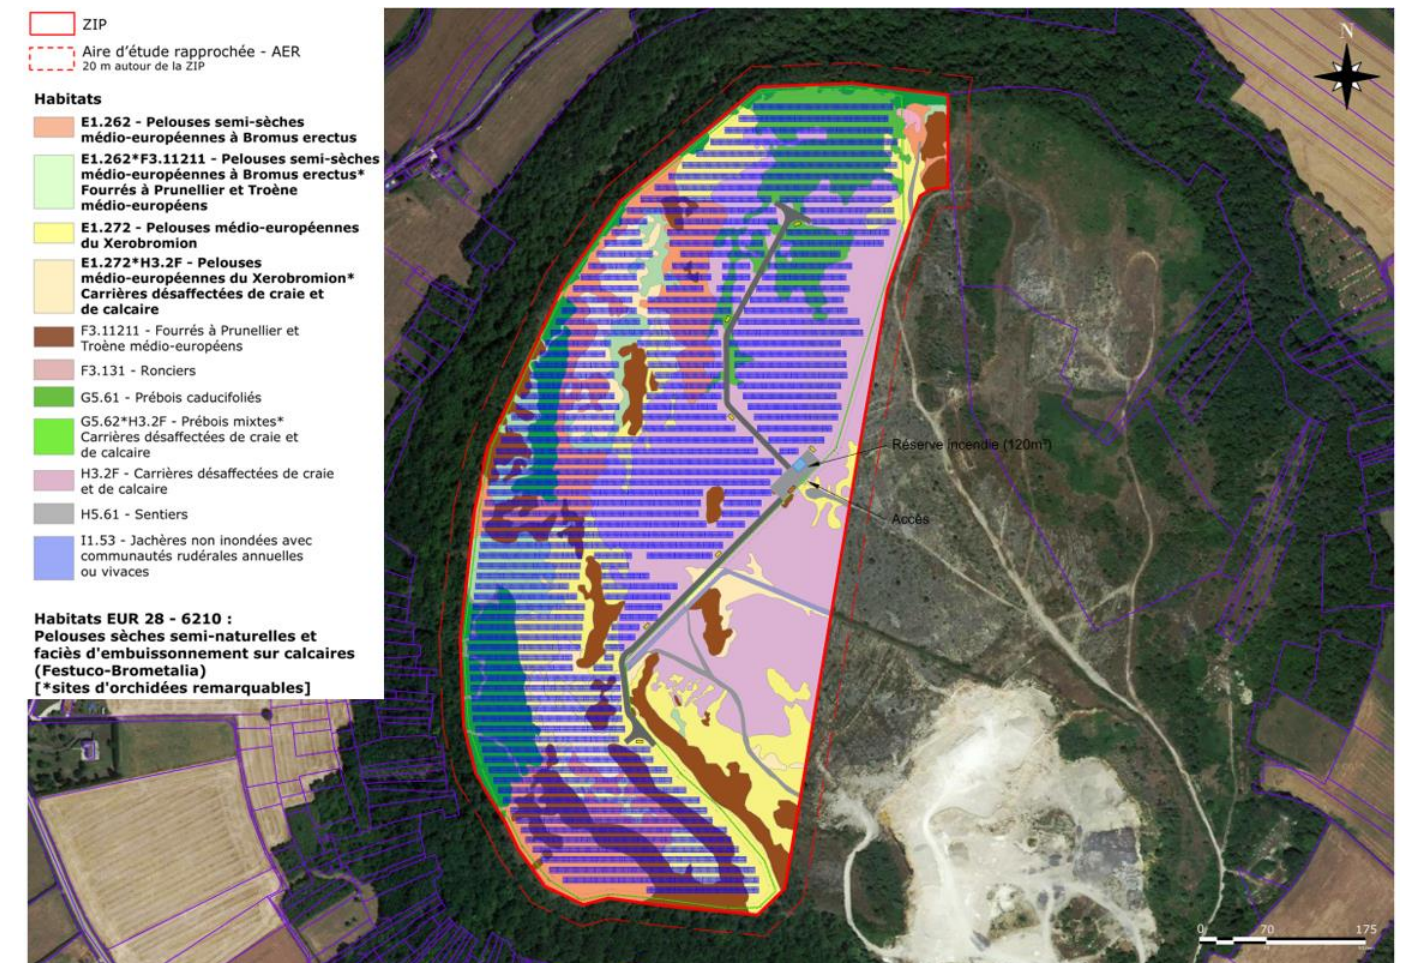 ZIP
Aire d’étude rapprochée - AER
20 m autour de la ZIP
Habitats
E1.262 - Pelouses semi-sèches
médio-européennes à Bromus erectus
E1.262*F3.11211 - Pelouses semi-sèches
médio-européennes à Bromus erectus*
Fourrés à Prunellier et Troène
médio-européens
E1.272 - Pelouses médio-européennes
du Xerobromion
E1.272*H3.2F - Pelouses
médio-européennes du Xerobromion*
Carrières désaffectées de craie et
de calcaire
F3.11211 - Fourrés à Prunellier et
Troène médio-européens
F3.131 - Ronciers
G5.61 - Prébois caducifoliés
G5.62*H3.2F - Prébois mixtes*
Carrières désaffectées de craie et
de calcaire
H3.2F - Carrières désaffectées de craie
et de calcaire
H5.61 - Sentiers
I1.53 - Jachères non inondées avec
communautés rudérales annuelles
ou vivaces
Habitats EUR 28 - 6210 :
Pelouses sèches semi-naturelles et
faciès d'embuissonnement sur calcaires
(Festuco-Brometalia)
[*sites d'orchidées remarquables]
N
Réserve incendie (120m³)
Accès
0 70 175